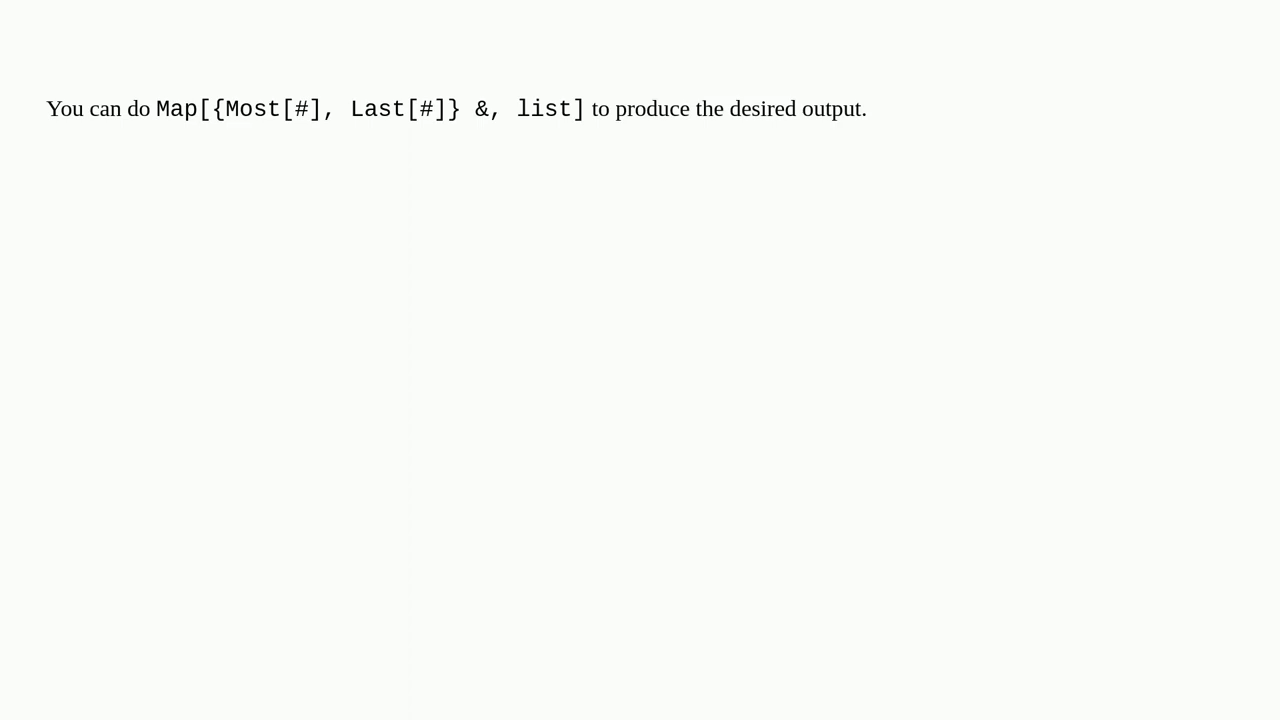 You can do Map[{Most[#], Last[#]} &, list] to produce the desired output.